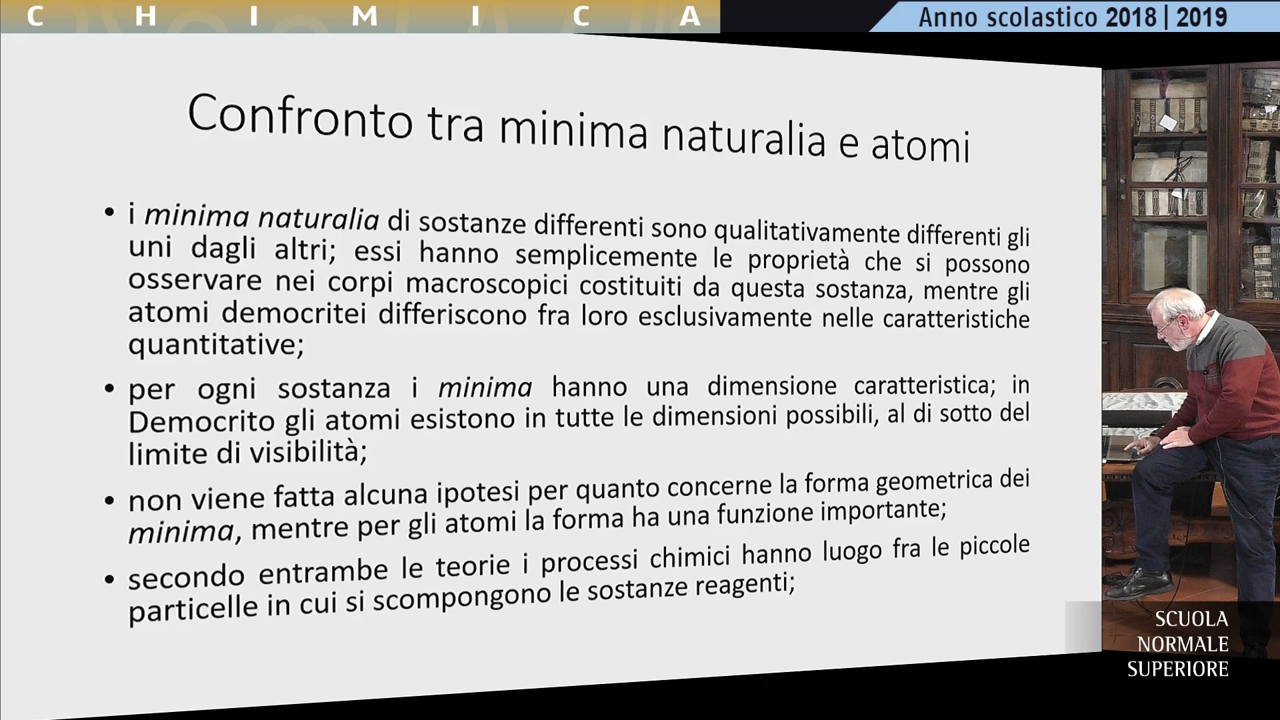 CHIMICA
Anno scolastico 2018 | 2019
Confronto tra minima naturalia e atomi
• i minima naturalia di sostanze differenti sono qualitativamente differenti gli
uni dagli altri; essi hanno semplicemente le proprietà che si possono
osservare nei corpi macroscopici costituiti da questa sostanza, mentre gli
atomi democritei differiscono fra loro esclusivamente nelle caratteristiche
quantitative;
• per ogni sostanza i minima hanno una dimensione caratteristica; in
Democrito gli atomi esistono in tutte le dimensioni possibili, al di sotto del
limite di visibilità;
• non viene fatta alcuna ipotesi per quanto concerne la forma geometrica dei
minima, mentre per gli atomi la forma ha una funzione importante;
• secondo entrambe le teorie i processi chimici hanno luogo fra le piccole
particelle in cui si scompongono le sostanze reagenti;
SCUOLA
NORMALE
SUPERIORE